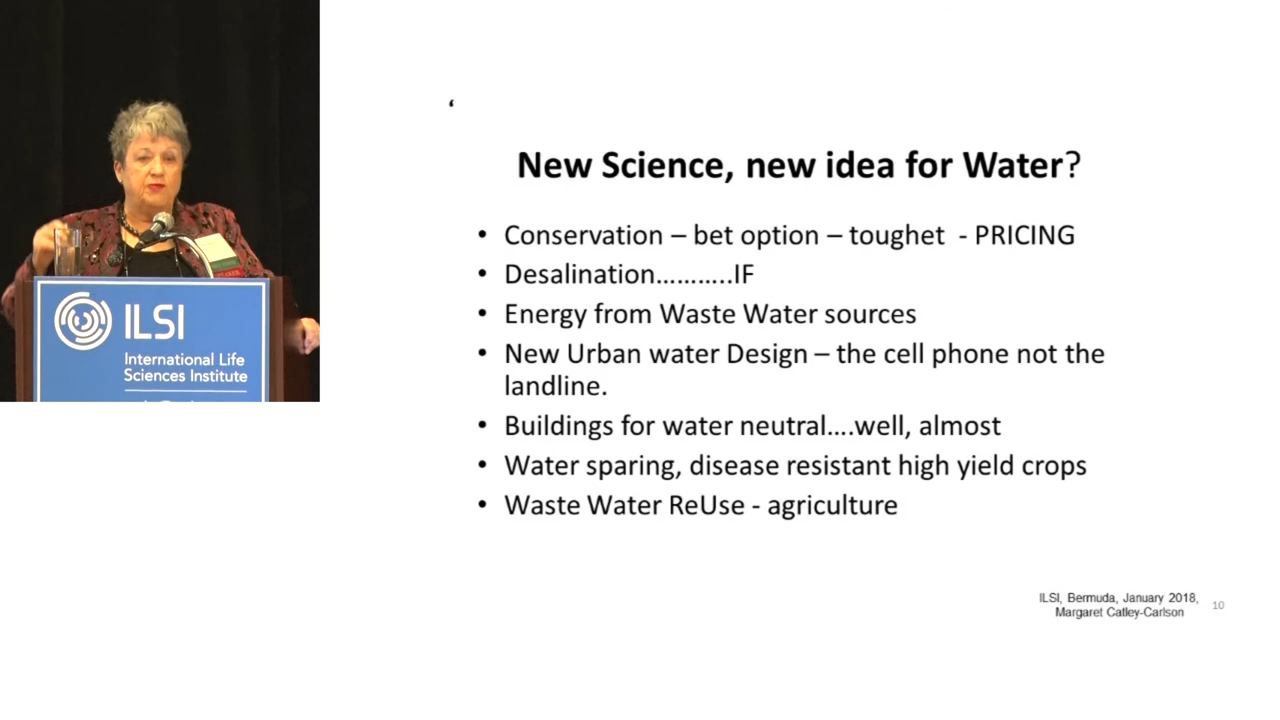 ‘
New Science, new idea for Water?
• Conservation – bet option – toughet - PRICING
• Desalination………..IF
• Energy from Waste Water sources
• New Urban water Design – the cell phone not the
landline.
• Buildings for water neutral….well, almost
• Water sparing, disease resistant high yield crops
• Waste Water ReUse - agriculture
ILSI
International Life
Sciences Institute
ILSI, Bermuda, January 2018,
Margaret Catley-Carlson
10